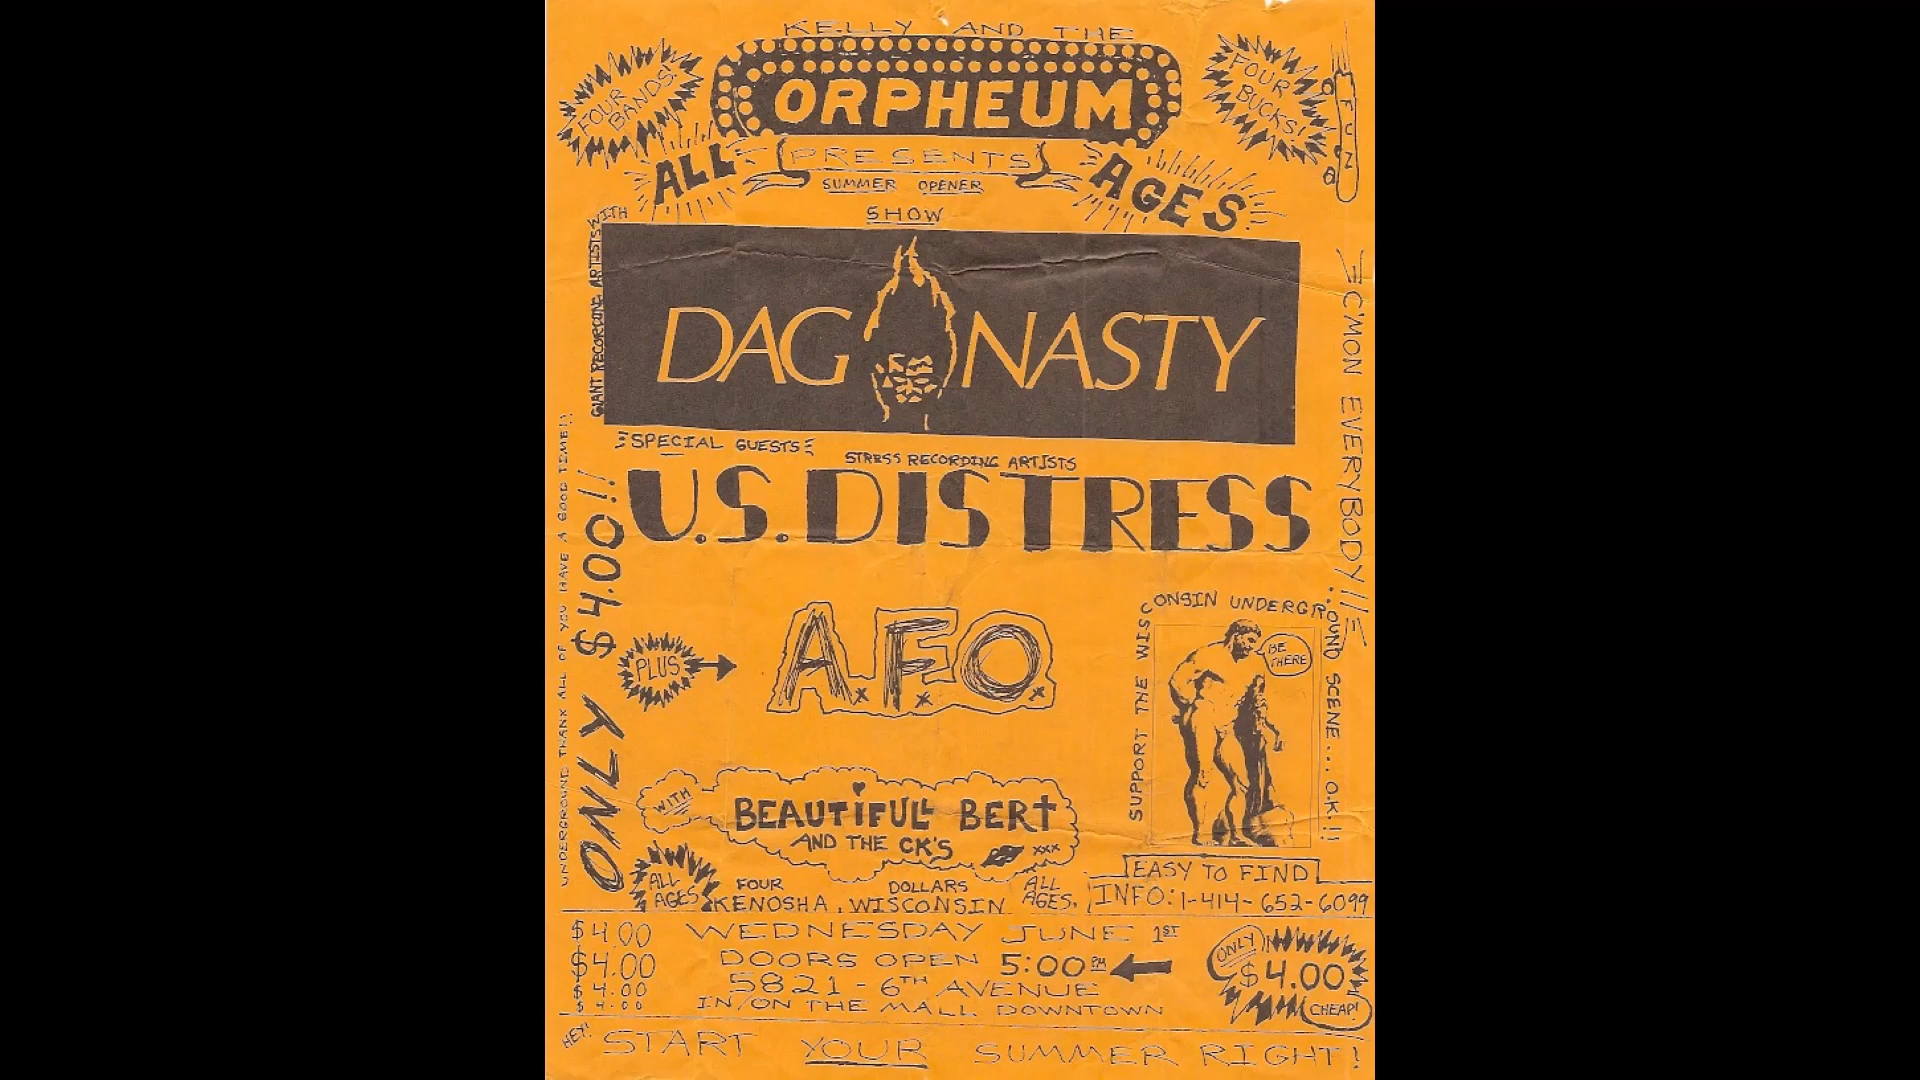 KELLY AND THE
ORPHEUM
FOUR BANDS!
FOUR BUCKS!
FUN
PRESENTS
ALL AGES.
SUMMER OPENER
SHOW
WITH
GIANT RECORDING ARTISTS
DAG NASTY
SPECIAL GUESTS
STRESS RECORDING ARTISTS
U.S. DISTRESS
C'MON EVERYBODY!!
UNDERGROUND THANX ALL OF YOU HAVE A GOOD TIME!!
ONLY $4.00!!
PLUS
A.F.O.
SUPPORT THE WISCONSIN UNDERGROUND SCENE.... O.K.!!
BE THERE
WITH
BEAUTIFULL BERT
AND THE CK'S
XXX
ALL AGES
FOUR DOLLARS
KENOSHA, WISCONSIN
ALL AGES.
EASY TO FIND
INFO: 1-414-652-6099
$4.00
$4.00
$4.00
$4.00
WEDNESDAY JUNE 1ST
DOORS OPEN 5:00 PM
5821 - 6TH AVENUE
IN/ON THE MALL DOWNTOWN
ONLY
$4.00
CHEAP!
HEY! START YOUR SUMMER RIGHT!